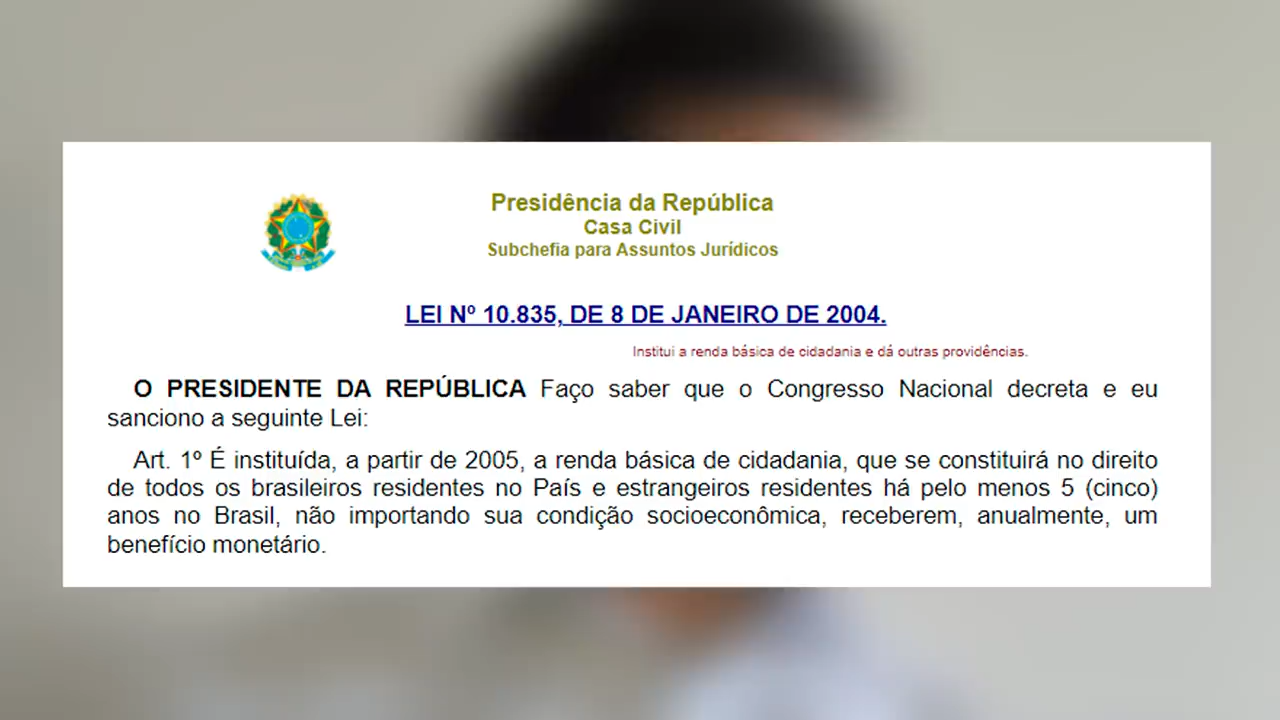 Presidência da República
Casa Civil
Subchefia para Assuntos Jurídicos
LEI Nº 10.835, DE 8 DE JANEIRO DE 2004.
Institui a renda básica de cidadania e dá outras providências.
O PRESIDENTE DA REPÚBLICA Faço saber que o Congresso Nacional decreta e eu
sanciono a seguinte Lei:
Art. 1º É instituída, a partir de 2005, a renda básica de cidadania, que se constituirá no direito
de todos os brasileiros residentes no País e estrangeiros residentes há pelo menos 5 (cinco)
anos no Brasil, não importando sua condição socioeconômica, receberem, anualmente, um
benefício monetário.